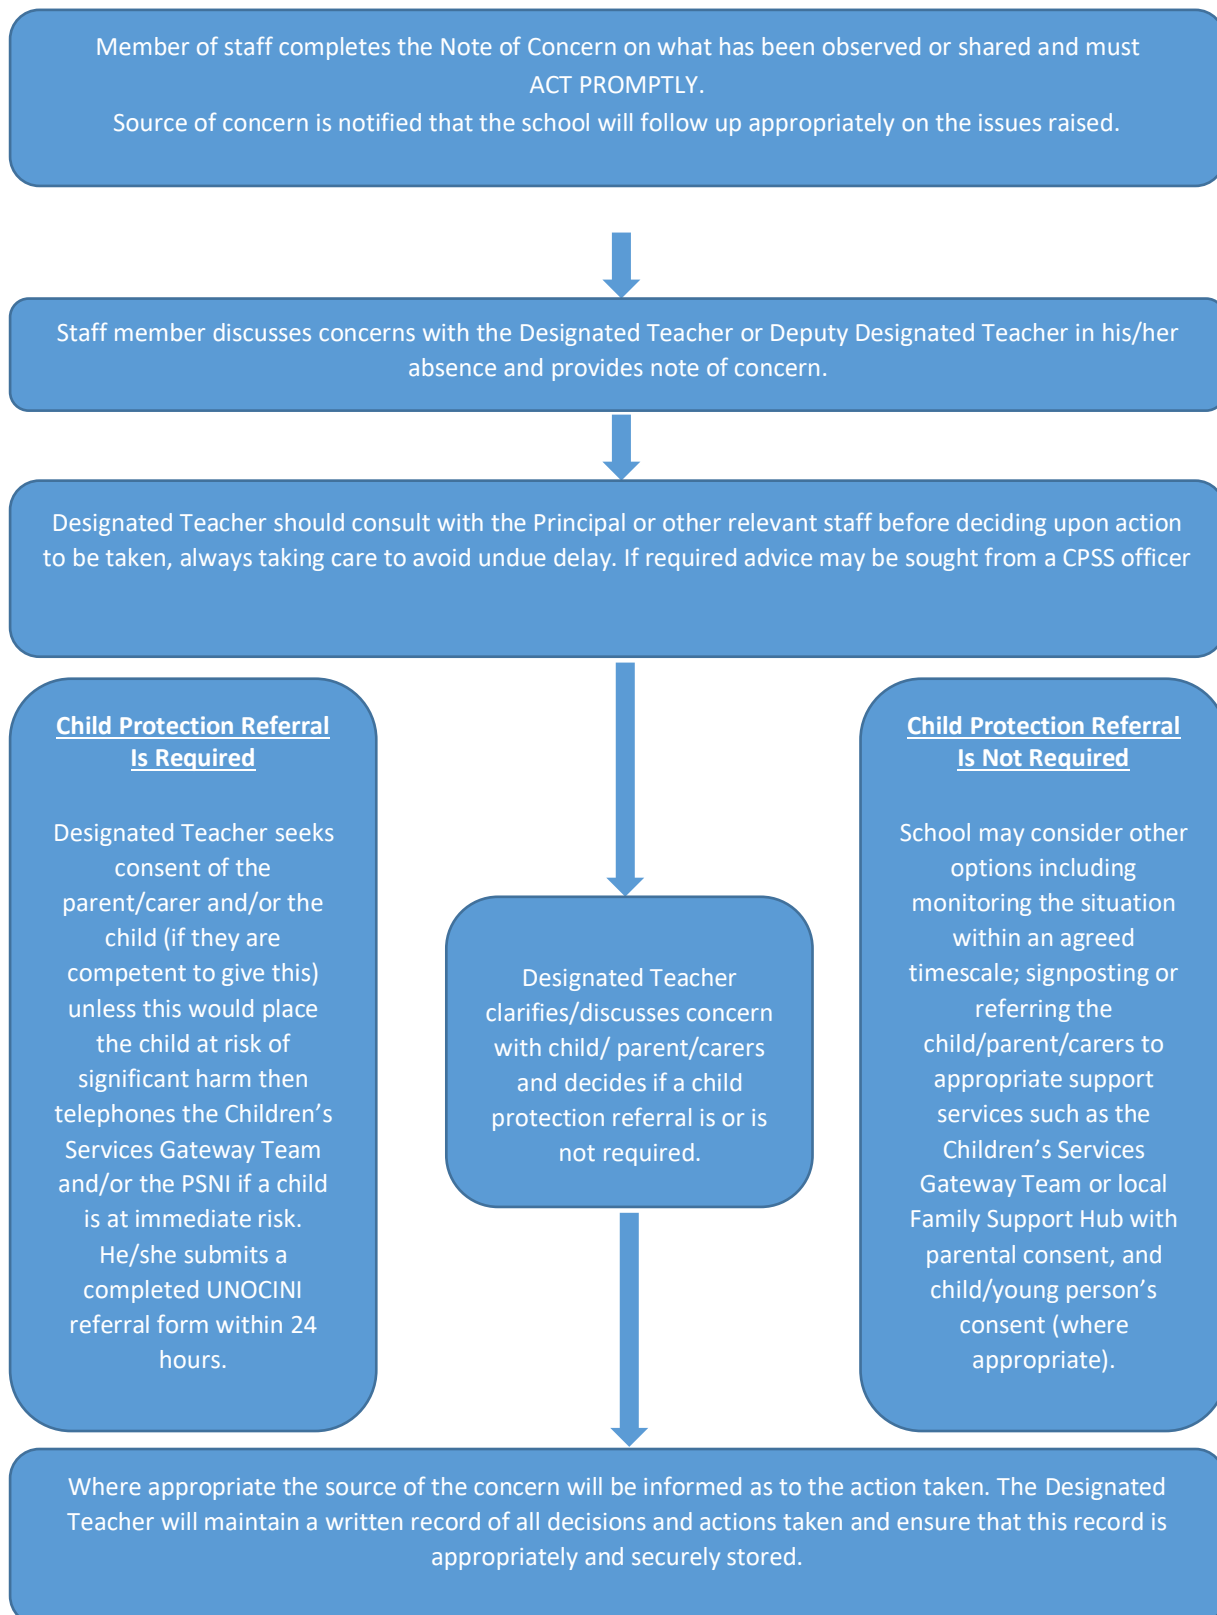 Member of staff completes the Note of Concern on what has been observed or shared and must
ACT PROMPTLY.
Source of concern is notified that the school will follow up appropriately on the issues raised.
Staff member discusses concerns with the Designated Teacher or Deputy Designated Teacher in his/her
absence and provides note of concern.
Designated Teacher should consult with the Principal or other relevant staff before deciding upon action
to be taken, always taking care to avoid undue delay. If required advice may be sought from a CPSS officer
Child Protection Referral
Is Required
Designated Teacher seeks
consent of the
parent/carer and/or the
child (if they are
competent to give this)
unless this would place
the child at risk of
significant harm then
telephones the Children’s
Services Gateway Team
and/or the PSNI if a child
is at immediate risk.
He/she submits a
completed UNOCINI
referral form within 24
hours.
Designated Teacher
clarifies/discusses concern
with child/ parent/carers
and decides if a child
protection referral is or is
not required.
Child Protection Referral
Is Not Required
School may consider other
options including
monitoring the situation
within an agreed
timescale; signposting or
referring the
child/parent/carers to
appropriate support
services such as the
Children’s Services
Gateway Team or local
Family Support Hub with
parental consent, and
child/young person’s
consent (where
appropriate).
Where appropriate the source of the concern will be informed as to the action taken. The Designated
Teacher will maintain a written record of all decisions and actions taken and ensure that this record is
appropriately and securely stored.